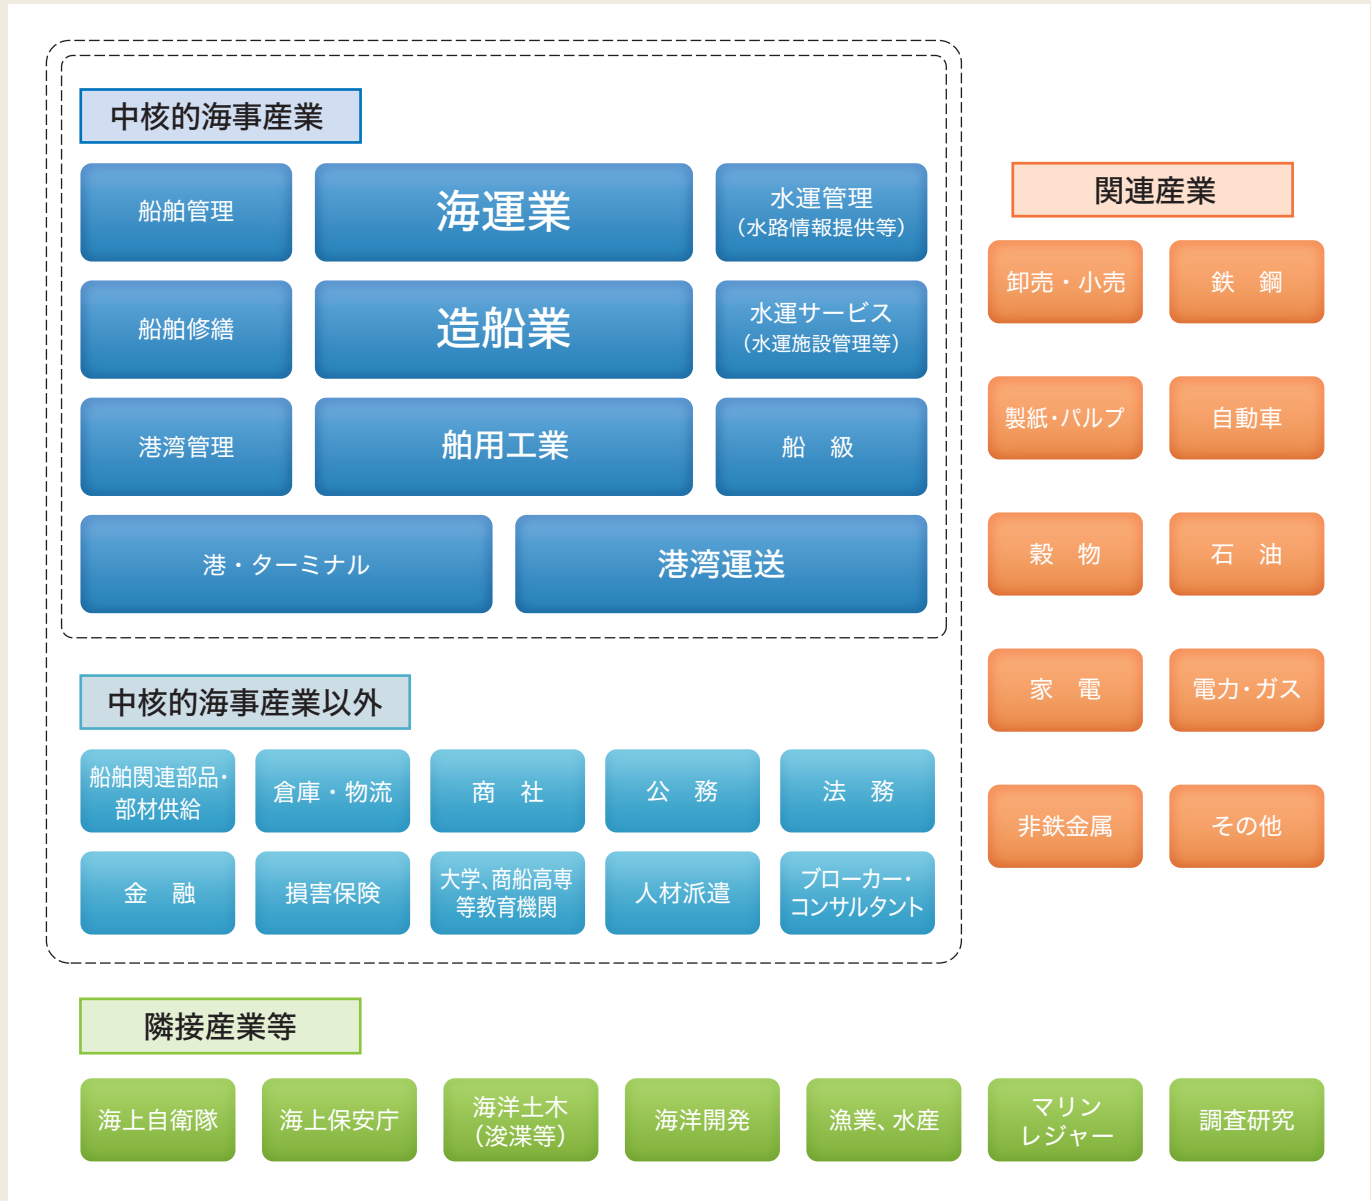 中核的海事産業
船舶管理
海運業
水運管理
（水路情報提供等）
船舶修繕
造船業
水運サービス
（水運施設管理等）
港湾管理
舶用工業
船　級
港・ターミナル
港湾運送
中核的海事産業以外
船舶関連部品・
部材供給
倉庫・物流
商　社
公　務
法　務
金　融
損害保険
大学、商船高専
等教育機関
人材派遣
ブローカー・
コンサルタント
関連産業
卸売・小売
鉄　鋼
製紙・パルプ
自動車
穀　物
石　油
家　電
電力・ガス
非鉄金属
その他
隣接産業等
海上自衛隊
海上保安庁
海洋土木
（浚渫等）
海洋開発
漁業、水産
マリン
レジャー
調査研究